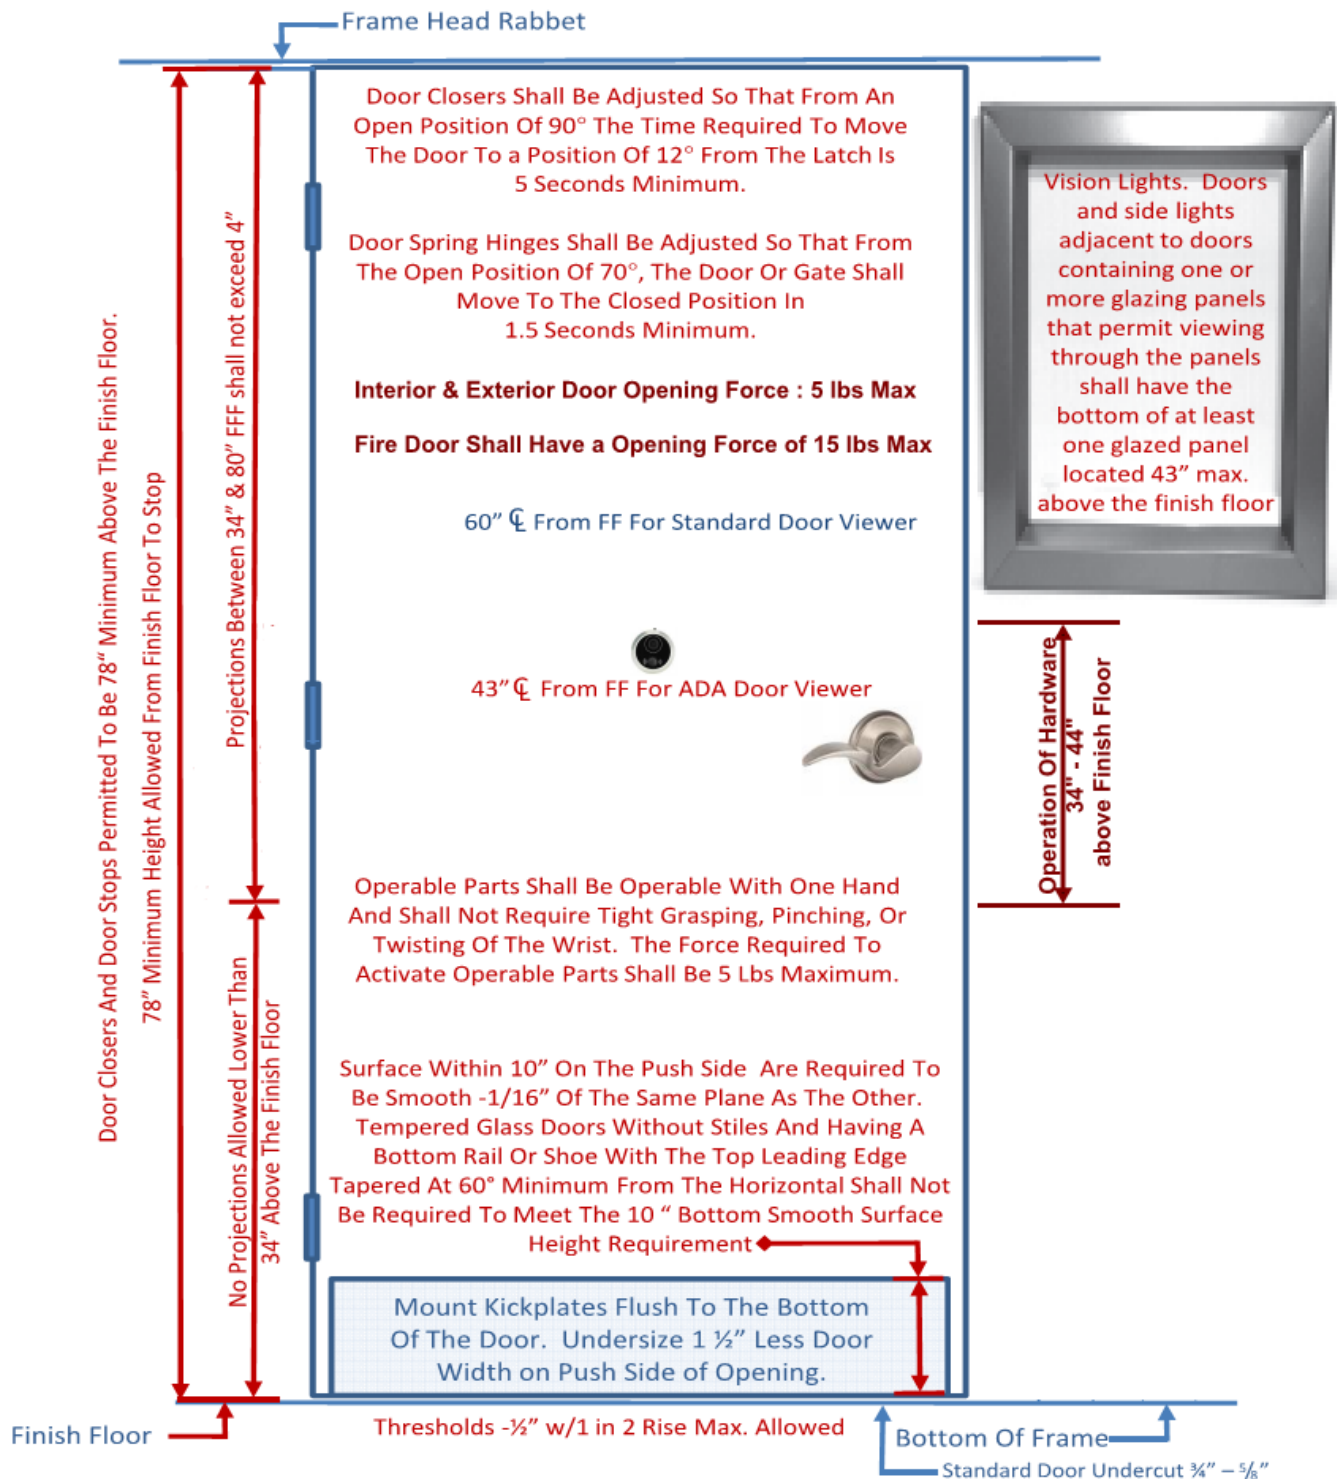 Frame Head Rabbet
Door Closers Shall Be Adjusted So That From An
Open Position Of 90° The Time Required To Move
The Door To a Position Of 12° From The Latch Is
5 Seconds Minimum.
Door Spring Hinges Shall Be Adjusted So That From
The Open Position Of 70°, The Door Or Gate Shall
Move To The Closed Position In
1.5 Seconds Minimum.
Interior & Exterior Door Opening Force : 5 lbs Max
Fire Door Shall Have a Opening Force of 15 lbs Max
60” ℄ From FF For Standard Door Viewer
43” ℄ From FF For ADA Door Viewer
Operable Parts Shall Be Operable With One Hand
And Shall Not Require Tight Grasping, Pinching, Or
Twisting Of The Wrist. The Force Required To
Activate Operable Parts Shall Be 5 Lbs Maximum.
Surface Within 10” On The Push Side Are Required To
Be Smooth -1/16” Of The Same Plane As The Other.
Tempered Glass Doors Without Stiles And Having A
Bottom Rail Or Shoe With The Top Leading Edge
Tapered At 60° Minimum From The Horizontal Shall Not
Be Required To Meet The 10 “ Bottom Smooth Surface
Height Requirement
Mount Kickplates Flush To The Bottom
Of The Door. Undersize 1 ½” Less Door
Width on Push Side of Opening.
Thresholds -½” w/1 in 2 Rise Max. Allowed
Door Closers And Door Stops Permitted To Be 78“ Minimum Above The Finish Floor.
78” Minimum Height Allowed From Finish Floor To Stop
Projections Between 34” & 80” FFF shall not exceed 4”
No Projections Allowed Lower Than
34” Above The Finish Floor
Vision Lights. Doors
and side lights
adjacent to doors
containing one or
more glazing panels
that permit viewing
through the panels
shall have the
bottom of at least
one glazed panel
located 43” max.
above the finish floor
Operation Of Hardware
34" - 44"
above Finish Floor
Finish Floor
Bottom Of Frame
Standard Door Undercut ¾” – ⅝”